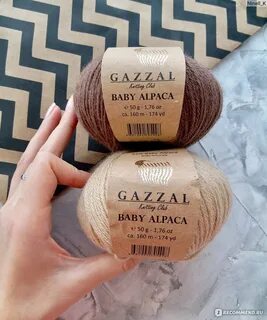 Minell_K
GAZZAL
Knitting Club
BABY ALPACA
℮ 50 g - 1,76 oz
ca. 160 m - 174 yd
GAZZAL
Knitting Club
BABY ALPACA
℮ 50 g - 1,76 oz
ca. 160 m - 174 yd
IRECOMMEND.RU